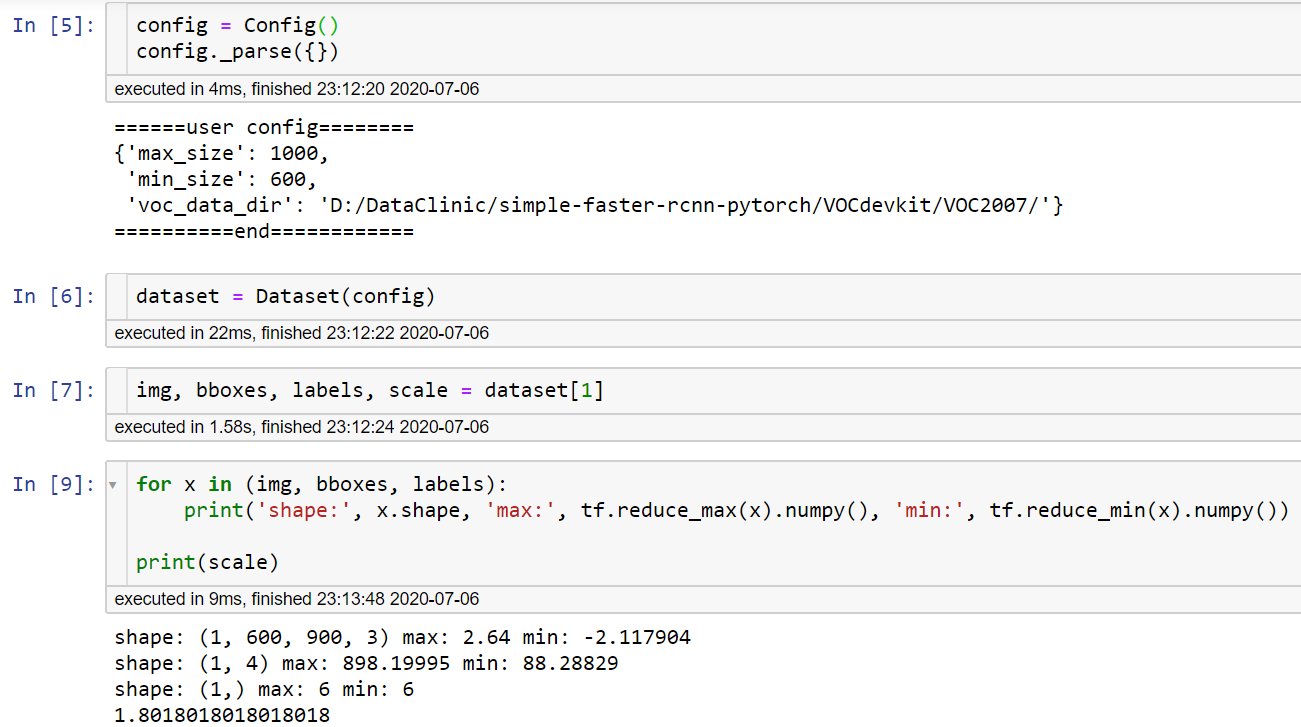 In [5]:
config = Config()
config._parse({})
executed in 4ms, finished 23:12:20 2020-07-06
======user config========
{'max_size': 1000,
 'min_size': 600,
 'voc_data_dir': 'D:/DataClinic/simple-faster-rcnn-pytorch/VOCdevkit/VOC2007/'}
==========end============
In [6]:
dataset = Dataset(config)
executed in 22ms, finished 23:12:22 2020-07-06
In [7]:
img, bboxes, labels, scale = dataset[1]
executed in 1.58s, finished 23:12:24 2020-07-06
In [9]:
for x in (img, bboxes, labels):
    print('shape:', x.shape, 'max:', tf.reduce_max(x).numpy(), 'min:', tf.reduce_min(x).numpy())
print(scale)
executed in 9ms, finished 23:13:48 2020-07-06
shape: (1, 600, 900, 3) max: 2.64 min: -2.117904
shape: (1, 4) max: 898.19995 min: 88.28829
shape: (1,) max: 6 min: 6
1.8018018018018018